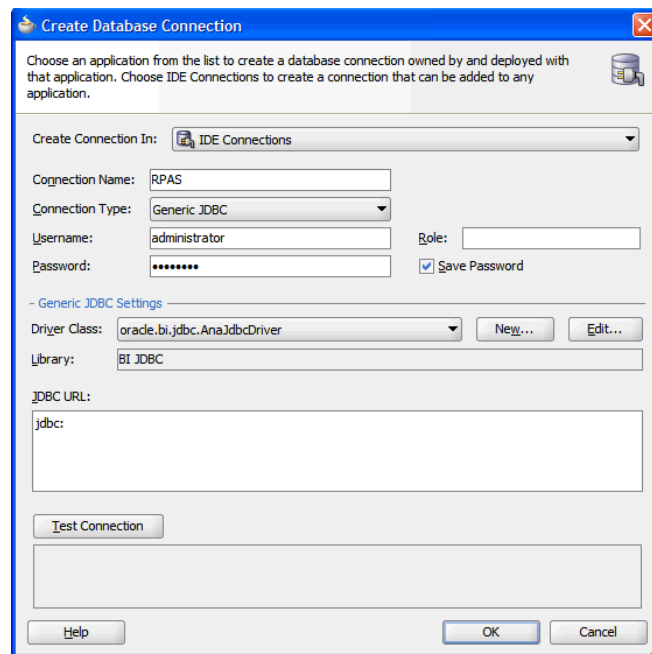 Create Database Connection
Choose an application from the list to create a database connection owned by and deployed with
that application. Choose IDE Connections to create a connection that can be added to any
application.
Create Connection In: IDE Connections
Connection Name: RPAS
Connection Type: Generic JDBC
Username: administrator Role:
Password: •••••••• Save Password
- Generic JDBC Settings
Driver Class: oracle.bi.jdbc.AnaJdbcDriver New... Edit...
Library: BI JDBC
JDBC URL:
jdbc:
Test Connection
Help OK Cancel